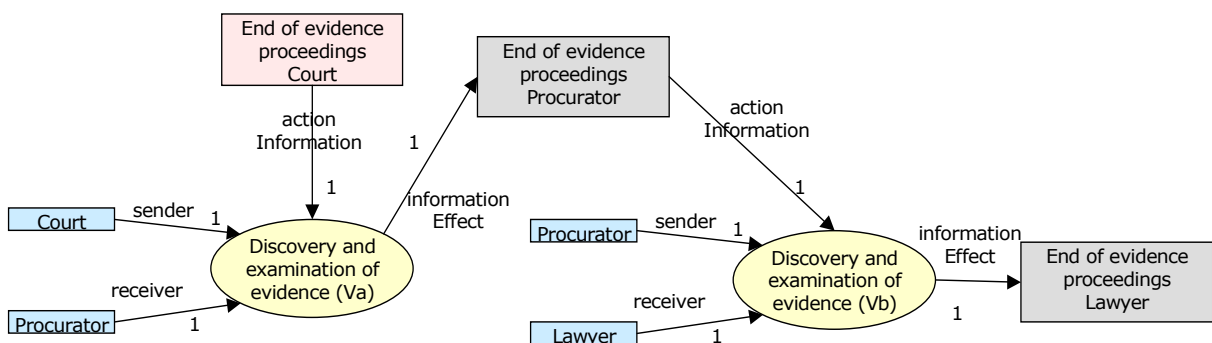 End of evidence
proceedings
Court
End of evidence
proceedings
Procurator
action
Information
action
Information
1
1
1
information
Effect
Court
sender
1
Discovery and
examination of
evidence (Va)
receiver
Procurator
1
Procurator
sender
1
Discovery and
examination of
evidence (Vb)
receiver
Lawyer
1
information
Effect
1
End of evidence
proceedings
Lawyer